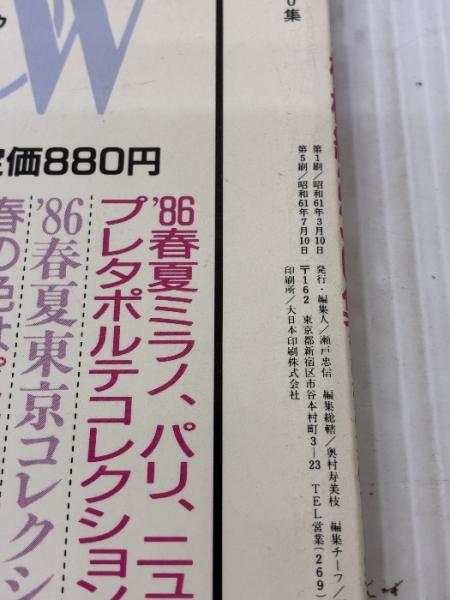 W
定価880円
'86春夏ミラノ、パリ、ニュ
プレタポルテコレクション
'86春夏東京コレクシ
春の色は
0集
第1刷/昭和61年3月10日
第5刷/昭和61年7月10日
発行・編集人/瀬戸忠信 編集総轄/奥村寿美枝 編集チーフ/
〒162 東京都新宿区市谷本村町3―23 TEL営業(269)
印刷所/大日本印刷株式会社